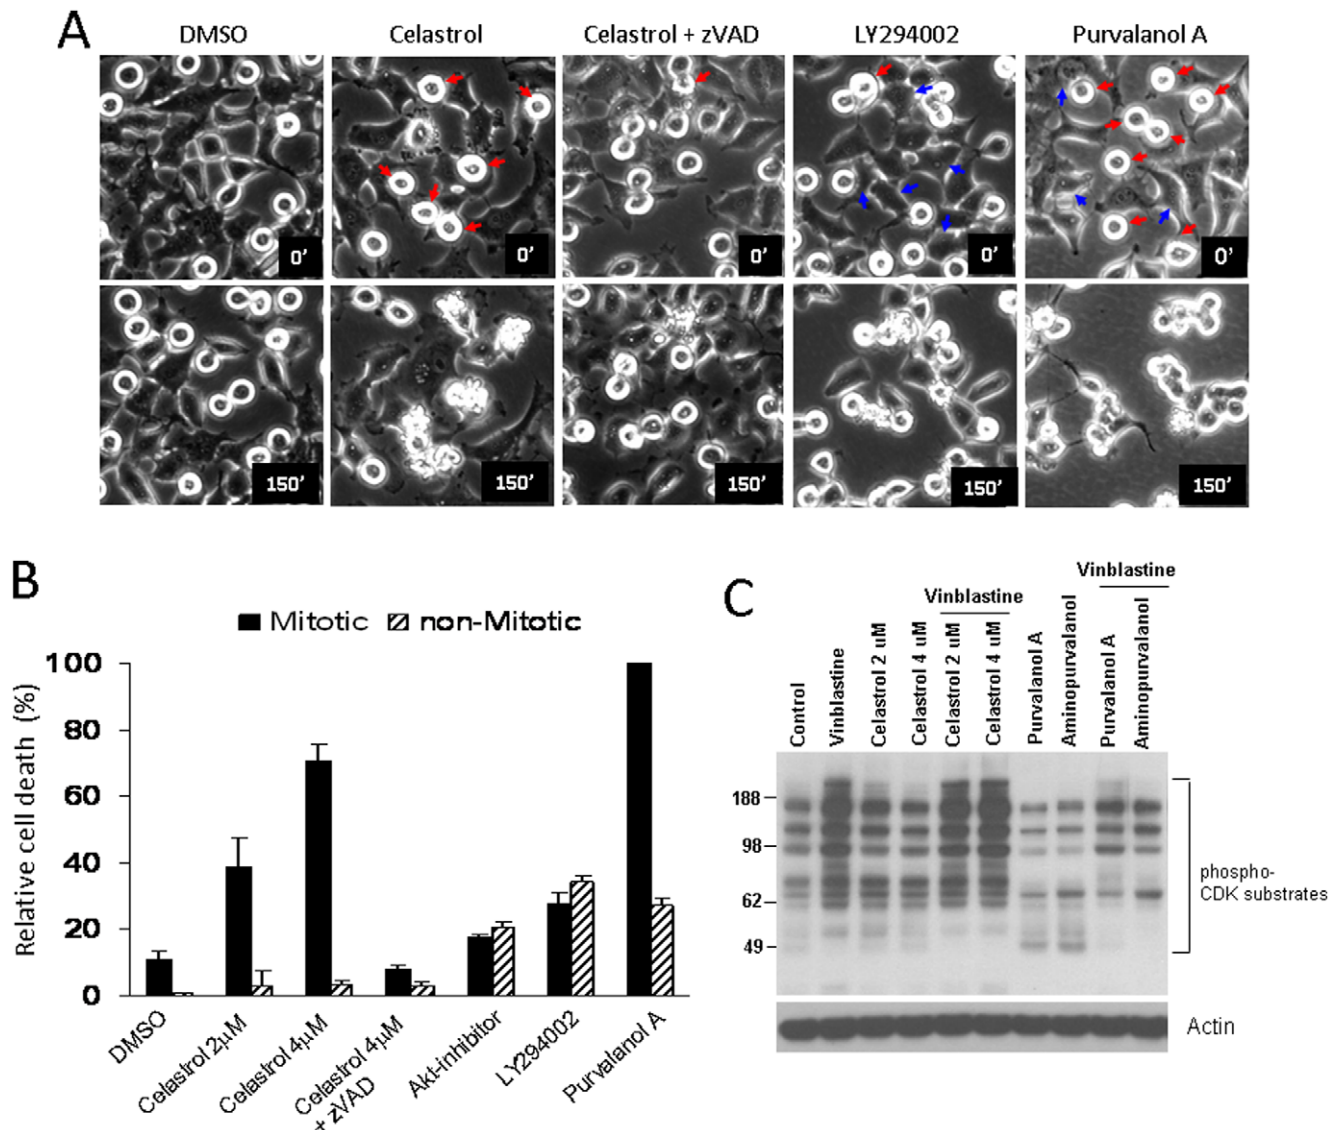 A
DMSO
Celastrol
Celastrol + zVAD
LY294002
Purvalanol A
0'
0'
0'
0'
0'
150'
150'
150'
150'
150'
B
Mitotic
non-Mitotic
Relative cell death (%)
100
80
60
40
20
0
DMSO
Celastrol 2µM
Celastrol 4µM
Celastrol 4µM
+ zVAD
Akt-inhibitor
LY294002
Purvalanol A
C
Vinblastine
Vinblastine
Control
Vinblastine
Celastrol 2 uM
Celastrol 4 uM
Celastrol 2 uM
Celastrol 4 uM
Purvalanol A
Aminopurvalanol
Purvalanol A
Aminopurvalanol
188
98
62
49
phospho-
CDK substrates
Actin